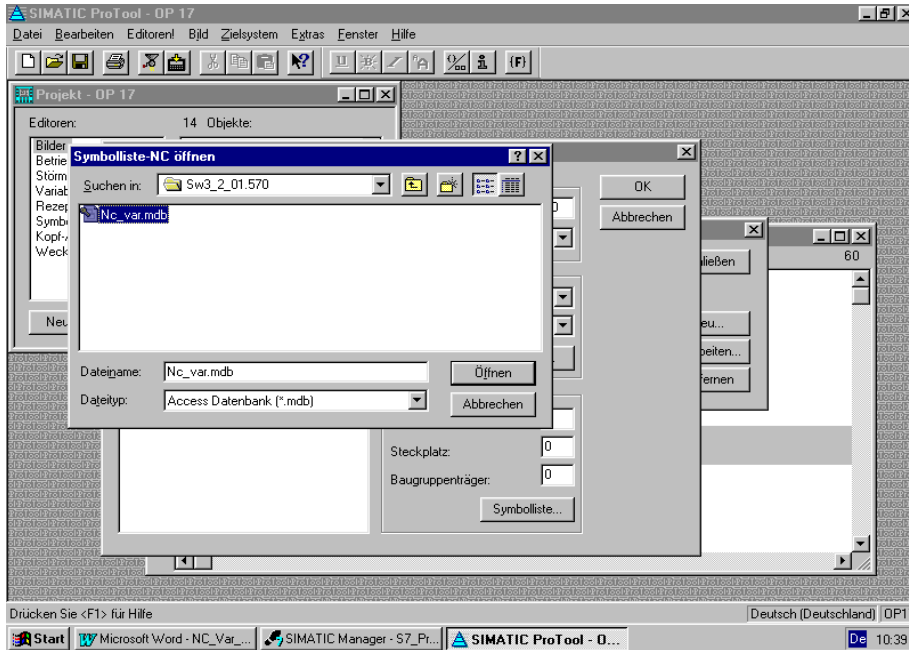 SIMATIC ProTool - OP 17
Datei Bearbeiten Editoren! Bild Zielsystem Extras Fenster Hilfe
Projekt - OP 17
Editoren: 14 Objekte:
Bilder
Betrie
Störm
Variab
Rezep
Symbo
Kopf-/
Weck
Neu
Symbolliste-NC öffnen
Suchen in: Sw3_2_01.570
Nc_var.mdb
Dateiname: Nc_var.mdb
Öffnen
Dateityp: Access Datenbank (*.mdb)
Abbrechen
OK
Abbrechen
Steckplatz: 0
Baugruppenträger: 0
Symbolliste...
ließen
eu...
beiten...
fernen
60
Drücken Sie <F1> für Hilfe
Deutsch (Deutschland) OP1
Start Microsoft Word - NC_Var_... SIMATIC Manager - S7_Pr... SIMATIC ProTool - O... De 10:39